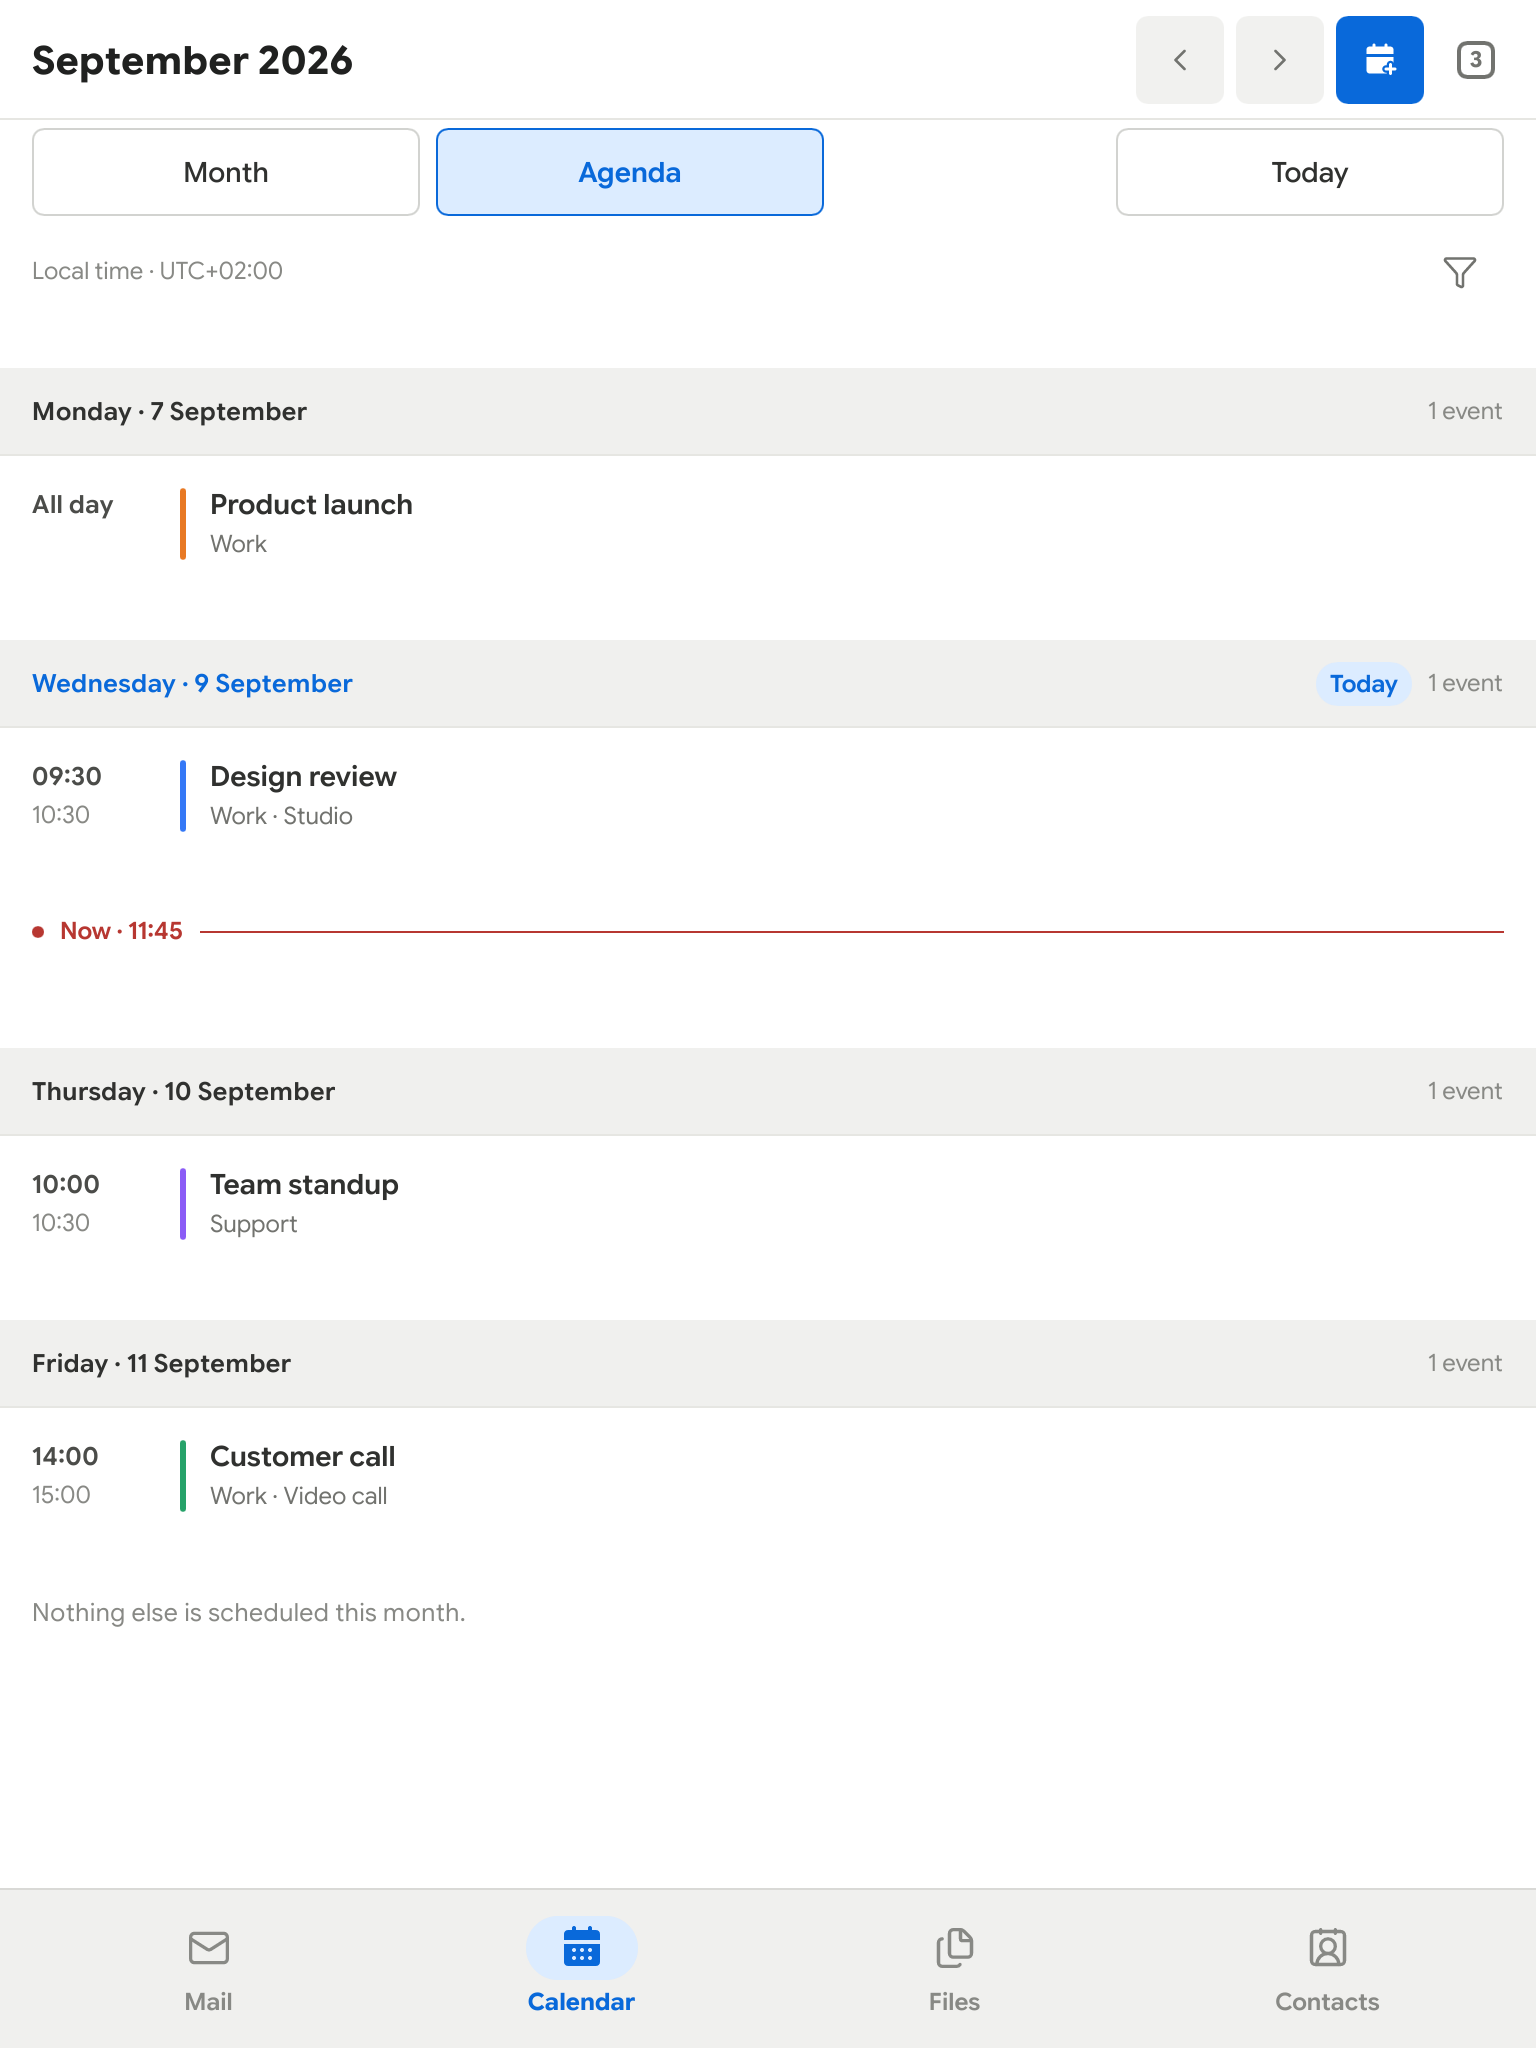 September 2026
3
Month
Agenda
Today
Local time · UTC+02:00
Monday · 7 September
1 event
All day
Product launch
Work
Wednesday · 9 September
Today
1 event
09:30
Design review
10:30
Work · Studio
Now · 11:45
Thursday · 10 September
1 event
10:00
Team standup
10:30
Support
Friday · 11 September
1 event
14:00
Customer call
15:00
Work · Video call
Nothing else is scheduled this month.
Mail
Calendar
Files
Contacts